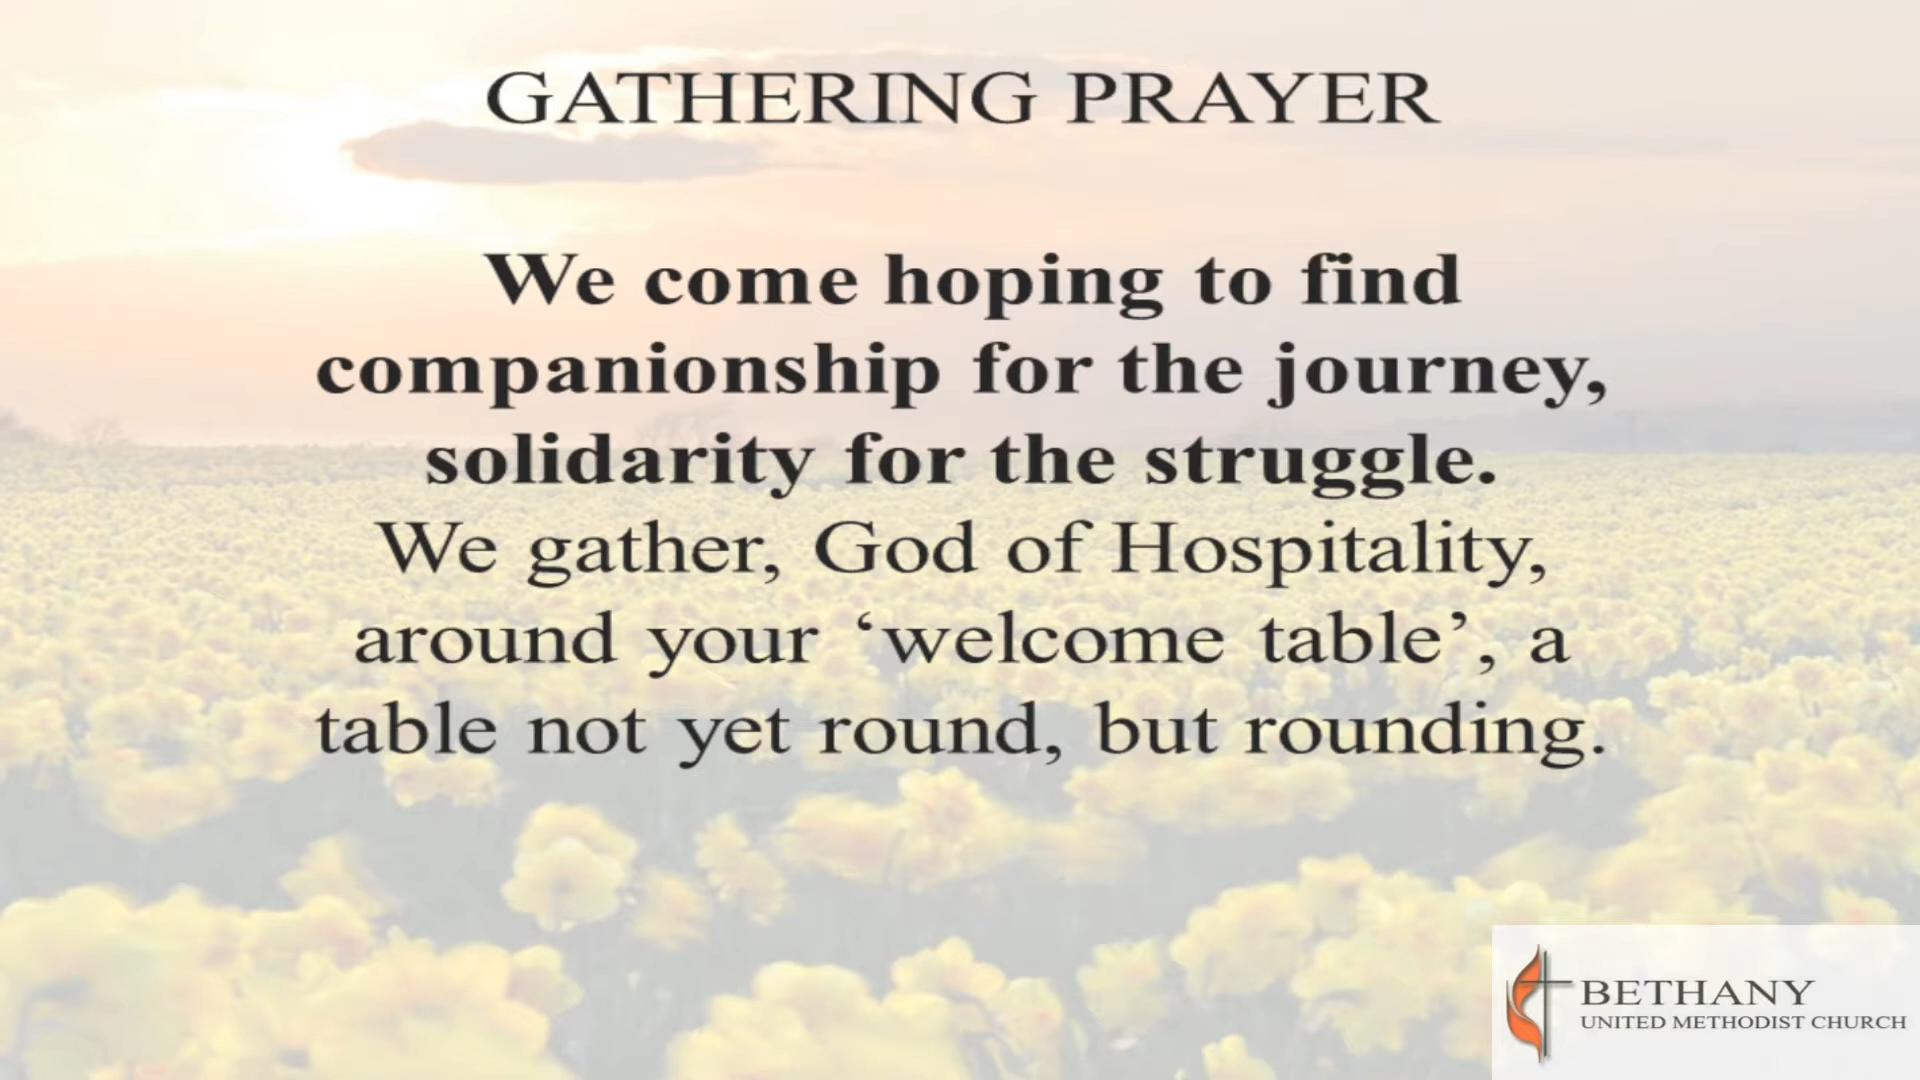 GATHERING PRAYER
We come hoping to find
companionship for the journey,
solidarity for the struggle.
We gather, God of Hospitality,
around your ‘welcome table’, a
table not yet round, but rounding.
BETHANY
UNITED METHODIST CHURCH